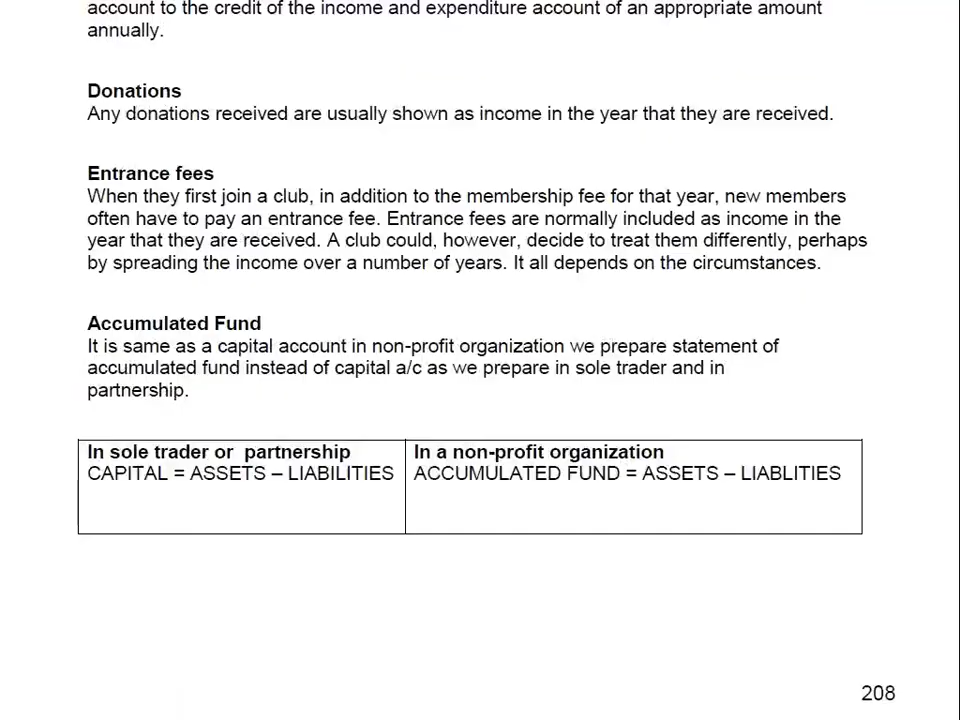 account to the credit of the income and expenditure account of an appropriate amount
annually.
Donations
Any donations received are usually shown as income in the year that they are received.
Entrance fees
When they first join a club, in addition to the membership fee for that year, new members
often have to pay an entrance fee. Entrance fees are normally included as income in the
year that they are received. A club could, however, decide to treat them differently, perhaps
by spreading the income over a number of years. It all depends on the circumstances.
Accumulated Fund
It is same as a capital account in non-profit organization we prepare statement of
accumulated fund instead of capital a/c as we prepare in sole trader and in
partnership.
In sole trader or  partnership
CAPITAL = ASSETS – LIABILITIES
In a non-profit organization
ACCUMULATED FUND = ASSETS – LIABLITIES
208